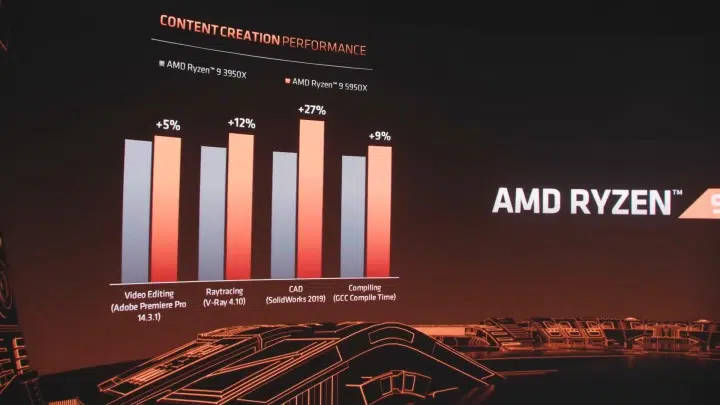 CONTENT CREATION PERFORMANCE
AMD Ryzen™ 9 3950X
AMD Ryzen™ 9 5950X
+5%
+12%
+27%
+9%
Video Editing
(Adobe Premiere Pro
14.3.1)
Raytracing
(V-Ray 4.10)
CAD
(SolidWorks 2019)
Compiling
(GCC Compile Time)
AMD RYZEN™